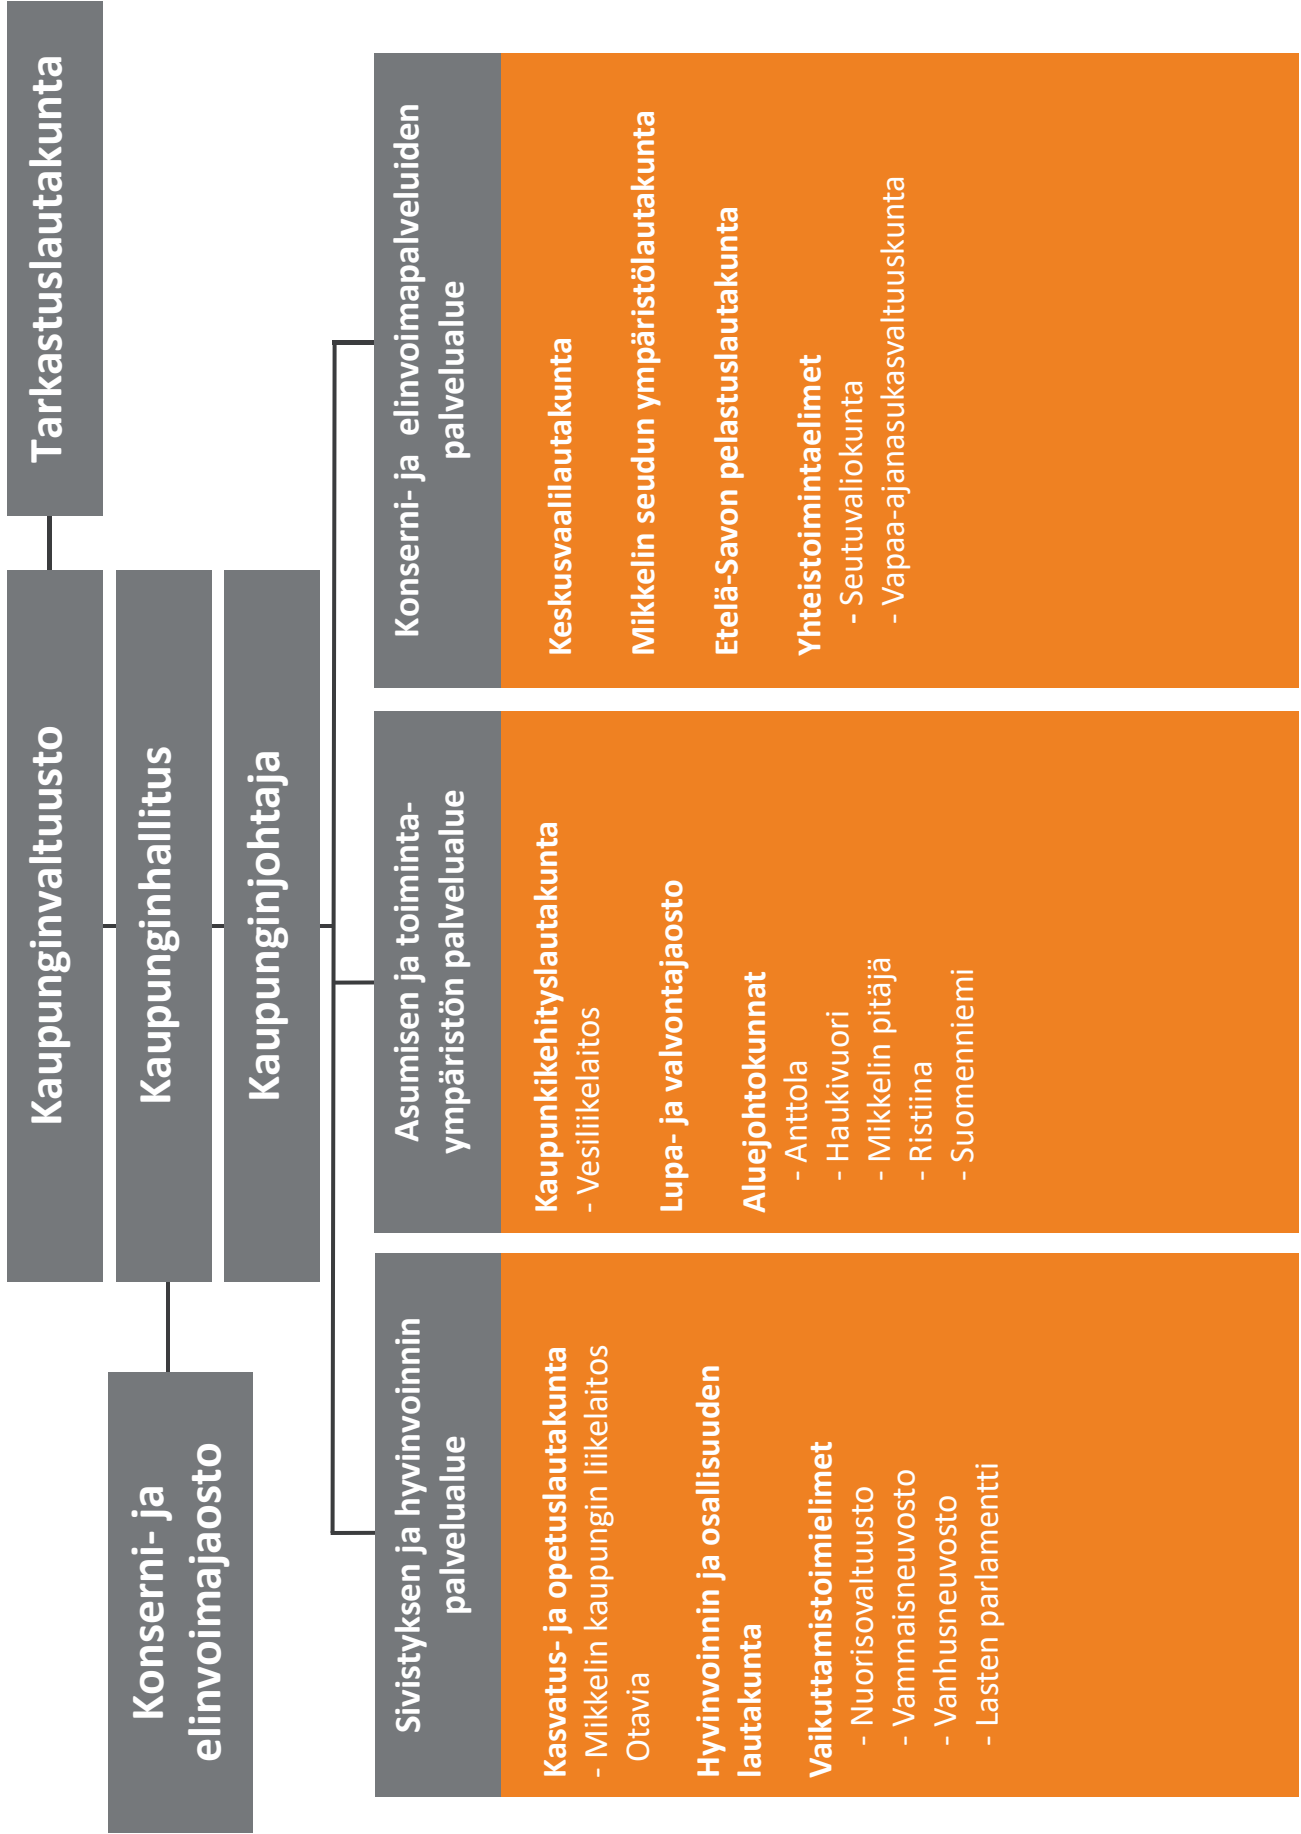 Kaupunginvaltuusto
Tarkastuslautakunta
Kaupunginhallitus
Konserni- ja
elinvoimajaosto
Kaupunginjohtaja
Sivistyksen ja hyvinvoinnin
palvelualue
Kasvatus- ja opetuslautakunta
- Mikkelin kaupungin liikelaitos
Otavia
Hyvinvoinnin ja osallisuuden
lautakunta
Vaikuttamistoimielimet
- Nuorisovaltuusto
- Vammaisneuvosto
- Vanhusneuvosto
- Lasten parlamentti
Asumisen ja toiminta-
ympäristön palvelualue
Kaupunkikehityslautakunta
- Vesiliikelaitos
Lupa- ja valvontajaosto
Aluejohtokunnat
- Anttola
- Haukivuori
- Mikkelin pitäjä
- Ristiina
- Suomenniemi
Konserni- ja elinvoimapalveluiden
palvelualue
Keskusvaalilautakunta
Mikkelin seudun ympäristölautakunta
Etelä-Savon pelastuslautakunta
Yhteistoimintaelimet
- Seutuvaliokunta
- Vapaa-ajanasukasvaltuuskunta